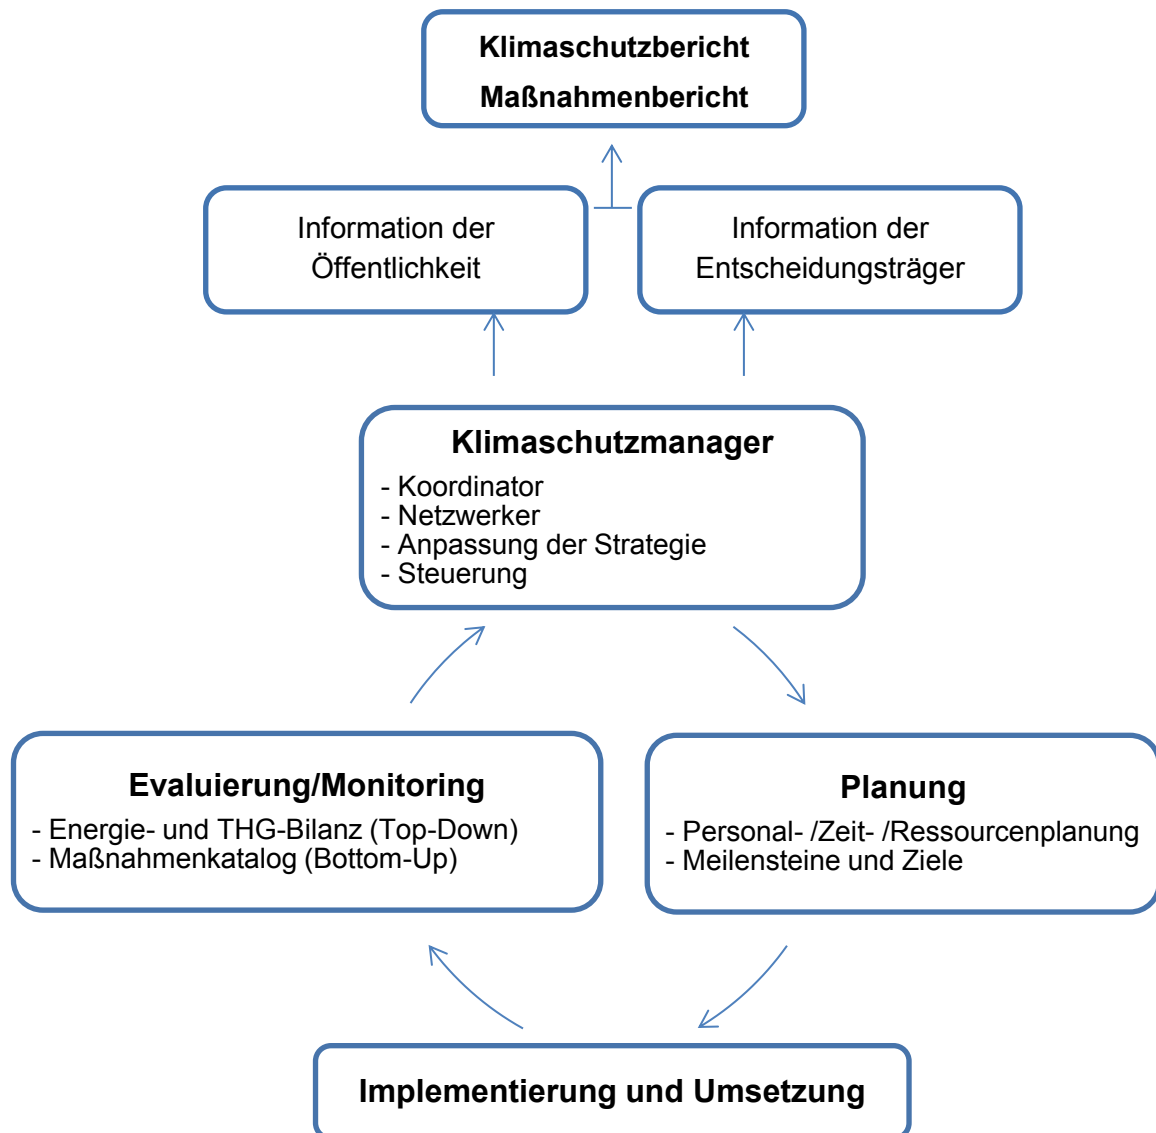 Klimaschutzbericht
Maßnahmenbericht
Information der
Öffentlichkeit
Information der
Entscheidungsträger
Klimaschutzmanager
- Koordinator
- Netzwerker
- Anpassung der Strategie
- Steuerung
Evaluierung/Monitoring
- Energie- und THG-Bilanz (Top-Down)
- Maßnahmenkatalog (Bottom-Up)
Planung
- Personal- /Zeit- /Ressourcenplanung
- Meilensteine und Ziele
Implementierung und Umsetzung